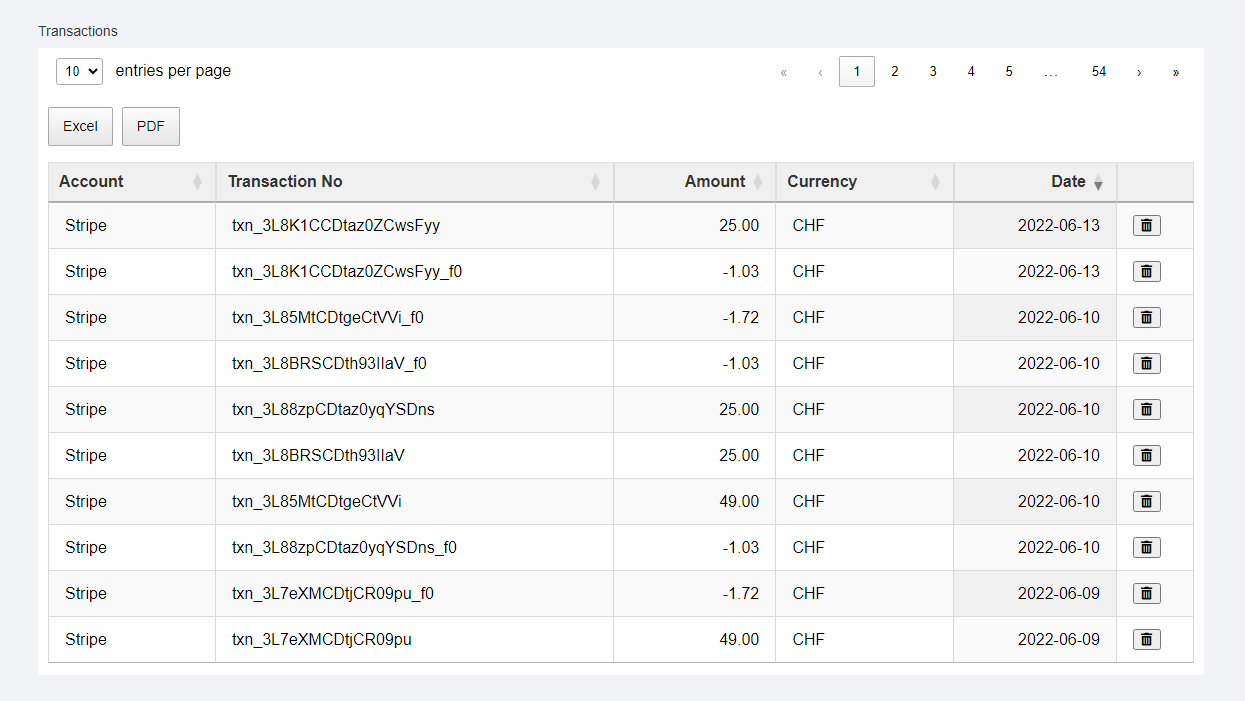 Transactions
10 entries per page « ‹ 1 2 3 4 5 ... 54 › »
Excel PDF
Account Transaction No Amount Currency Date
Stripe txn_3L8K1CCDtaz0ZCwsFyy 25.00 CHF 2022-06-13
Stripe txn_3L8K1CCDtaz0ZCwsFyy_f0 -1.03 CHF 2022-06-13
Stripe txn_3L85MtCDtgeCtVVi_f0 -1.72 CHF 2022-06-10
Stripe txn_3L8BRSCDth93IIaV_f0 -1.03 CHF 2022-06-10
Stripe txn_3L88zpCDtaz0yqYSDns 25.00 CHF 2022-06-10
Stripe txn_3L8BRSCDth93IIaV 25.00 CHF 2022-06-10
Stripe txn_3L85MtCDtgeCtVVi 49.00 CHF 2022-06-10
Stripe txn_3L88zpCDtaz0yqYSDns_f0 -1.03 CHF 2022-06-10
Stripe txn_3L7eXMCDtjCR09pu_f0 -1.72 CHF 2022-06-09
Stripe txn_3L7eXMCDtjCR09pu 49.00 CHF 2022-06-09